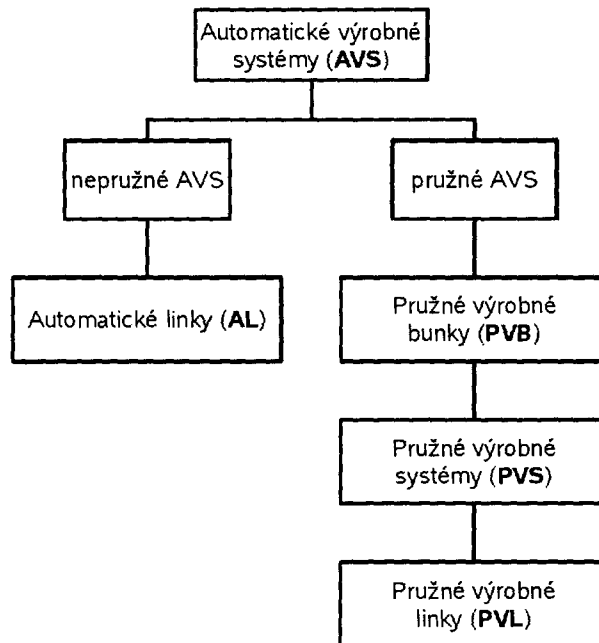 Automatické výrobné
systémy (AVS)
nepružné AVS
pružné AVS
Automatické linky (AL)
Pružné výrobné
bunky (PVB)
Pružné výrobné
systémy (PVS)
Pružné výrobné
linky (PVL)